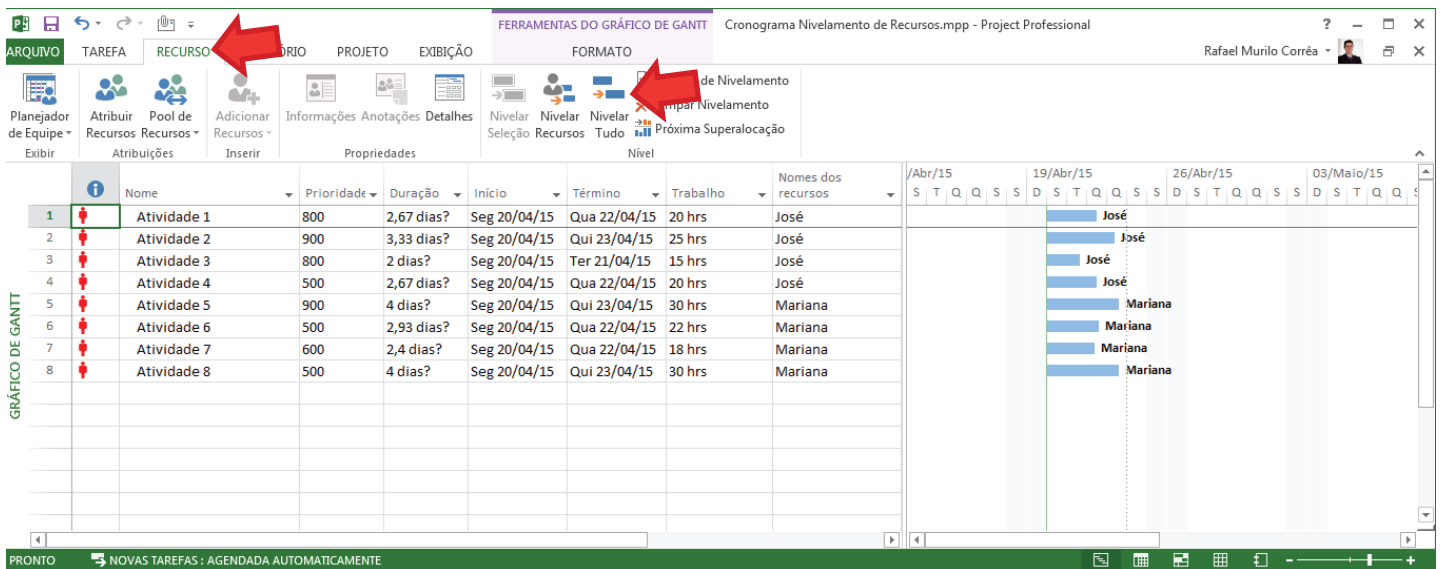 FERRAMENTAS DO GRÁFICO DE GANTT Cronograma Nivelamento de Recursos.mpp - Project Professional ?
ARQUIVO TAREFA RECURSO PROJETO EXIBIÇÃO FORMATO Rafael Murilo Corrêa
de Nivelamento
Nivelamento
Próxima Superalocação
Planejador de Equipe
Atribuir Recursos
Pool de Recursos
Adicionar Recursos
Informações Anotações Detalhes
Nivelar Seleção
Nivelar Recursos
Nivelar Tudo
Exibir Atribuições Inserir Propriedades Nível
Nome Prioridade Duração Início Término Trabalho Nomes dos recursos
/Abr/15 19/Abr/15 26/Abr/15 03/Maio/15
S T Q Q S S D S T Q Q S S D S T Q Q S S D S T Q Q
1 Atividade 1 800 2,67 dias? Seg 20/04/15 Qua 22/04/15 20 hrs José José
2 Atividade 2 900 3,33 dias? Seg 20/04/15 Qui 23/04/15 25 hrs José José
3 Atividade 3 800 2 dias? Seg 20/04/15 Ter 21/04/15 15 hrs José José
4 Atividade 4 500 2,67 dias? Seg 20/04/15 Qua 22/04/15 20 hrs José José
5 Atividade 5 900 4 dias? Seg 20/04/15 Qui 23/04/15 30 hrs Mariana Mariana
6 Atividade 6 500 2,93 dias? Seg 20/04/15 Qua 22/04/15 22 hrs Mariana Mariana
7 Atividade 7 600 2,4 dias? Seg 20/04/15 Qua 22/04/15 18 hrs Mariana Mariana
8 Atividade 8 500 4 dias? Seg 20/04/15 Qui 23/04/15 30 hrs Mariana Mariana
GRÁFICO DE GANTT
PRONTO NOVAS TAREFAS : AGENDADA AUTOMATICAMENTE